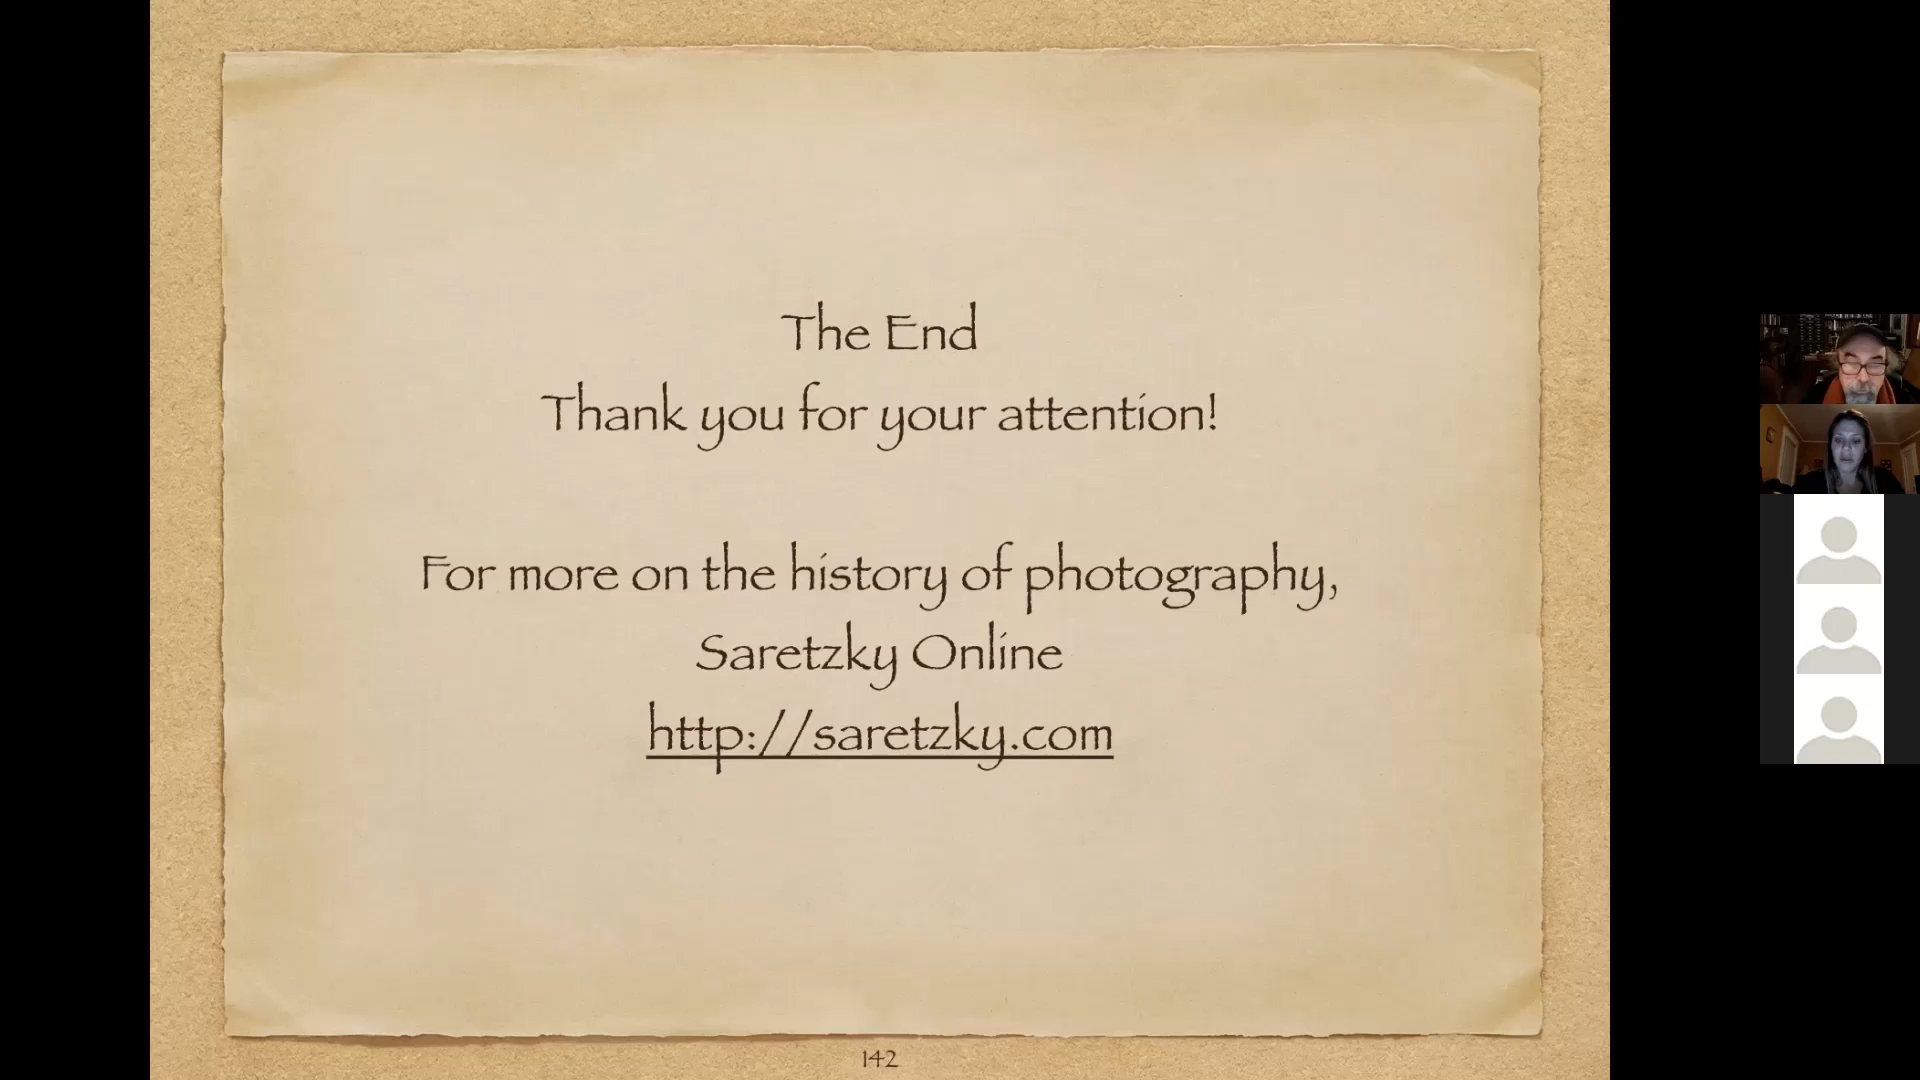 The End
Thank you for your attention!
For more on the history of photography,
Saretzky Online
http://saretzky.com
142